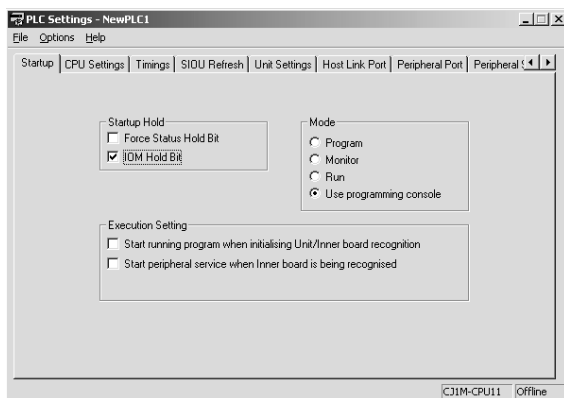 PLC Settings - NewPLC1
File Options Help
Startup CPU Settings Timings SIOU Refresh Unit Settings Host Link Port Peripheral Port Peripheral
Startup Hold
Force Status Hold Bit
IOM Hold Bit
Mode
Program
Monitor
Run
Use programming console
Execution Setting
Start running program when initialising Unit/Inner board recognition
Start peripheral service when Inner board is being recognised
CJ1M-CPU11 Offline